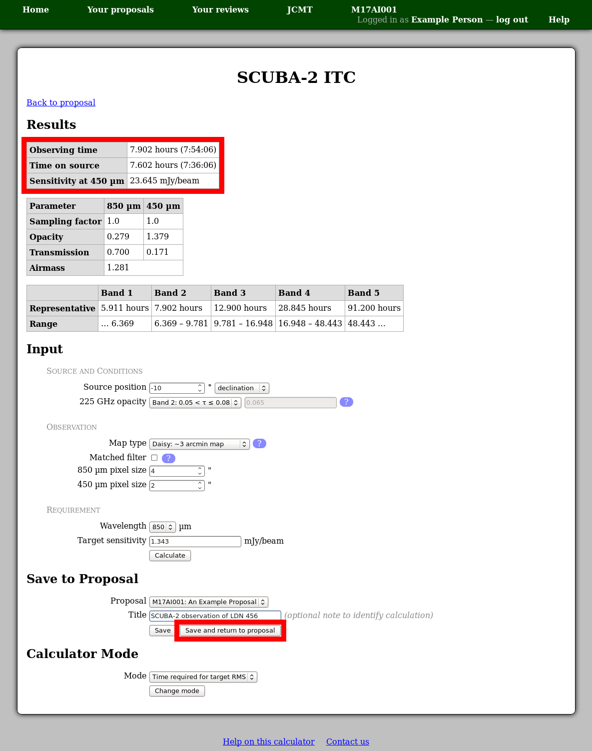 Home Your proposals Your reviews JCMT M17AI001
Logged in as Example Person — log out Help
SCUBA-2 ITC
Back to proposal
Results
Observing time 7.902 hours (7:54:06)
Time on source 7.602 hours (7:36:06)
Sensitivity at 450 µm 23.645 mJy/beam
Parameter 850 µm 450 µm
Sampling factor 1.0 1.0
Opacity 0.279 1.379
Transmission 0.700 0.171
Airmass 1.281
Band 1 Band 2 Band 3 Band 4 Band 5
Representative 5.911 hours 7.902 hours 12.900 hours 28.845 hours 91.200 hours
Range ... 6.369 6.369 – 9.781 9.781 – 16.948 16.948 – 48.443 48.443 ...
Input
Source and Conditions
Source position -10 ° declination
225 GHz opacity Band 2: 0.05 < τ ≤ 0.08 0.065 ?
Observation
Map type Daisy: ~3 arcmin map ?
Matched filter ?
850 µm pixel size 4 "
450 µm pixel size 2 "
Requirement
Wavelength 850 µm
Target sensitivity 1.343 mJy/beam
Calculate
Save to Proposal
Proposal M17AI001: An Example Proposal
Title SCUBA-2 observation of LDN 456 (optional note to identify calculation)
Save Save and return to proposal
Calculator Mode
Mode Time required for target RMS
Change mode
Help on this calculator Contact us